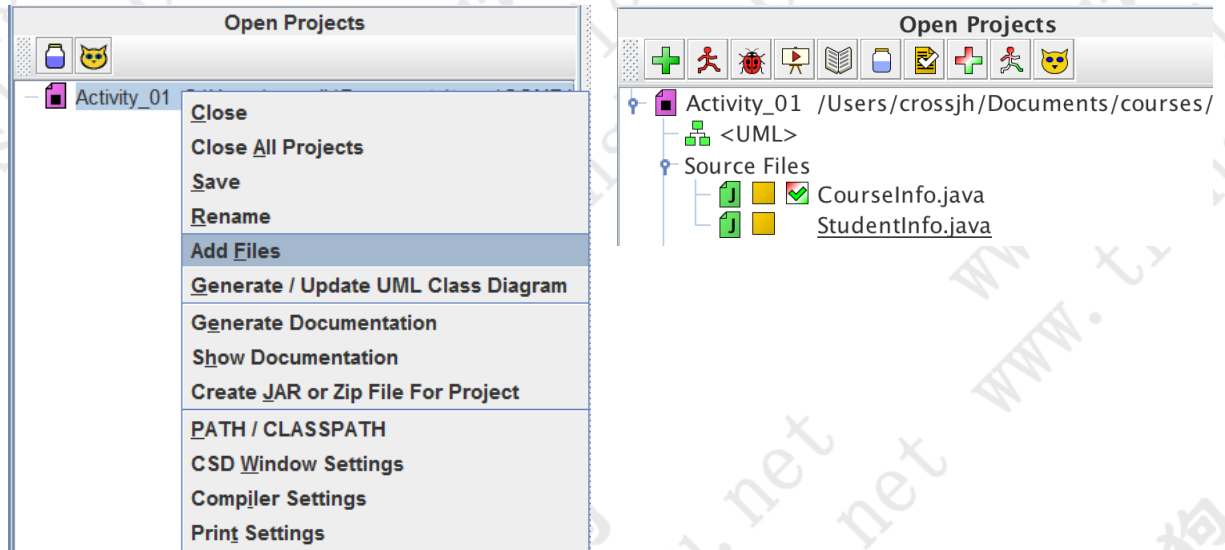 Open Projects
Activity_01
Close
Close All Projects
Save
Rename
Add Files
Generate / Update UML Class Diagram
Generate Documentation
Show Documentation
Create JAR or Zip File For Project
PATH / CLASSPATH
CSD Window Settings
Compiler Settings
Print Settings
Open Projects
Activity_01 /Users/crossjh/Documents/courses/
<UML>
Source Files
J CourseInfo.java
J StudentInfo.java